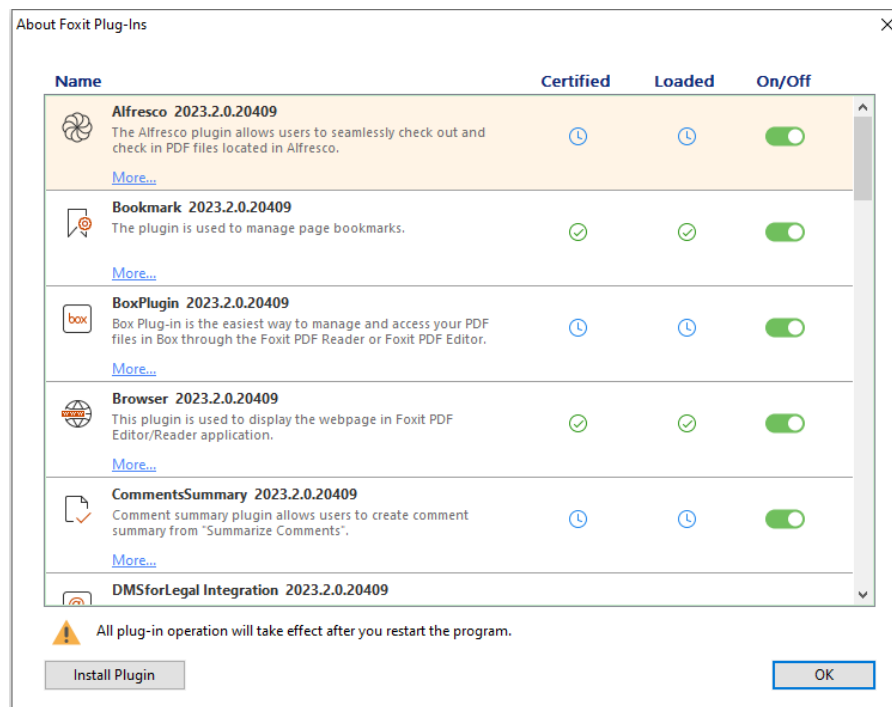 About Foxit Plug-Ins
Name Certified Loaded On/Off
Alfresco 2023.2.0.20409
The Alfresco plugin allows users to seamlessly check out and
check in PDF files located in Alfresco.
More...
Bookmark 2023.2.0.20409
The plugin is used to manage page bookmarks.
More...
box
BoxPlugin 2023.2.0.20409
Box Plug-in is the easiest way to manage and access your PDF
files in Box through the Foxit PDF Reader or Foxit PDF Editor.
More...
www
Browser 2023.2.0.20409
This plugin is used to display the webpage in Foxit PDF
Editor/Reader application.
More...
CommentsSummary 2023.2.0.20409
Comment summary plugin allows users to create comment
summary from "Summarize Comments".
More...
DMSforLegal Integration 2023.2.0.20409
All plug-in operation will take effect after you restart the program.
Install Plugin OK